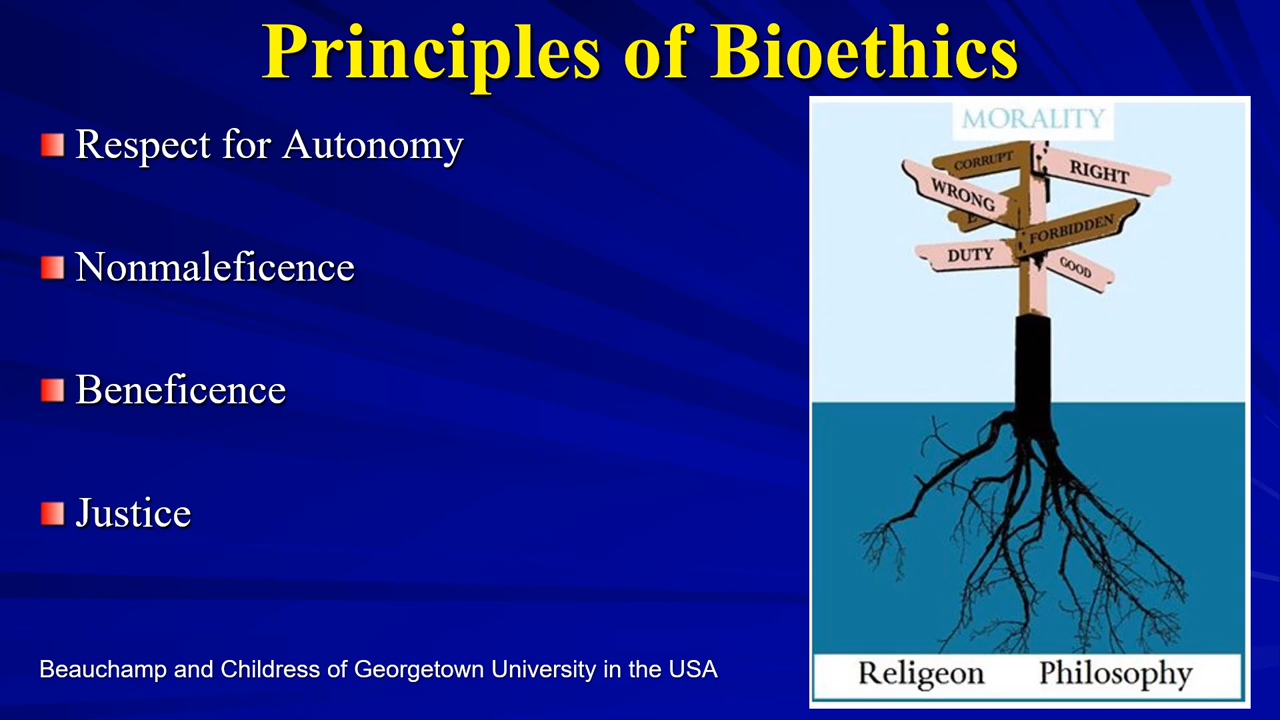 Principles of Bioethics
Respect for Autonomy
Nonmaleficence
Beneficence
Justice
Beauchamp and Childress of Georgetown University in the USA
MORALITY
CORRUPT
RIGHT
WRONG
FORBIDDEN
DUTY
GOOD
Religeon Philosophy